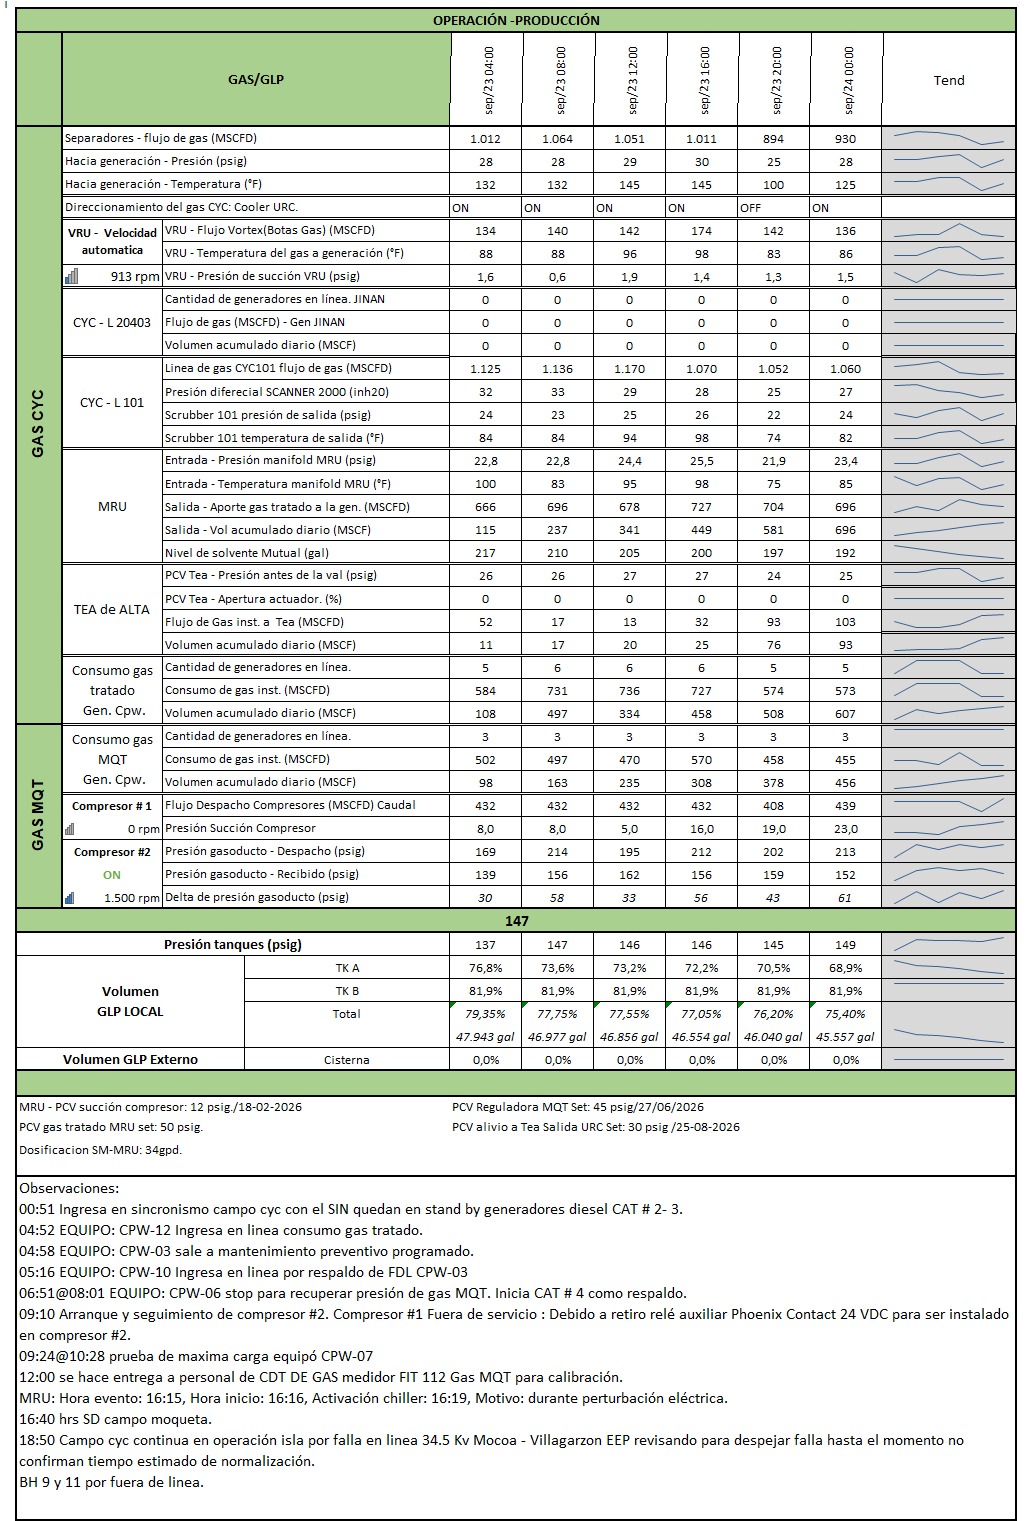 OPERACIÓN -PRODUCCIÓN
GAS/GLP sep/23 04:00 sep/23 08:00 sep/23 12:00 sep/23 16:00 sep/23 20:00 sep/24 00:00 Tend
GAS CYC
Separadores - flujo de gas (MSCFD) 1.012 1.064 1.051 1.011 894 930
Hacia generación - Presión (psig) 28 28 29 30 25 28
Hacia generación - Temperatura (°F) 132 132 145 145 100 125
Direccionamiento del gas CYC: Cooler URC. ON ON ON ON OFF ON
VRU - Velocidad automatica
913 rpm
VRU - Flujo Vortex(Botas Gas) (MSCFD) 134 140 142 174 142 136
VRU - Temperatura del gas a generación (°F) 88 88 96 98 83 86
VRU - Presión de succión VRU (psig) 1,6 0,6 1,9 1,4 1,3 1,5
CYC - L 20403
Cantidad de generadores en línea. JINAN 0 0 0 0 0 0
Flujo de gas (MSCFD) - Gen JINAN 0 0 0 0 0 0
Volumen acumulado diario (MSCF) 0 0 0 0 0 0
CYC - L 101
Linea de gas CYC101 flujo de gas (MSCFD) 1.125 1.136 1.170 1.070 1.052 1.060
Presión diferecial SCANNER 2000 (inh20) 32 33 29 28 25 27
Scrubber 101 presión de salida (psig) 24 23 25 26 22 24
Scrubber 101 temperatura de salida (°F) 84 84 94 98 74 82
MRU
Entrada - Presión manifold MRU (psig) 22,8 22,8 24,4 25,5 21,9 23,4
Entrada - Temperatura manifold MRU (°F) 100 83 95 98 75 85
Salida - Aporte gas tratado a la gen. (MSCFD) 666 696 678 727 704 696
Salida - Vol acumulado diario (MSCF) 115 237 341 449 581 696
Nivel de solvente Mutual (gal) 217 210 205 200 197 192
TEA de ALTA
PCV Tea - Presión antes de la val (psig) 26 26 27 27 24 25
PCV Tea - Apertura actuador. (%) 0 0 0 0 0 0
Flujo de Gas inst. a Tea (MSCFD) 52 17 13 32 93 103
Volumen acumulado diario (MSCF) 11 17 20 25 76 93
Consumo gas tratado Gen. Cpw.
Cantidad de generadores en línea. 5 6 6 6 5 5
Consumo de gas inst. (MSCFD) 584 731 736 727 574 573
Volumen acumulado diario (MSCF) 108 497 334 458 508 607
GAS MQT
Consumo gas MQT Gen. Cpw.
Cantidad de generadores en línea. 3 3 3 3 3 3
Consumo de gas inst. (MSCFD) 502 497 470 570 458 455
Volumen acumulado diario (MSCF) 98 163 235 308 378 456
Compresor # 1
0 rpm
Flujo Despacho Compresores (MSCFD) Caudal 432 432 432 432 408 439
Presión Succión Compresor 8,0 8,0 5,0 16,0 19,0 23,0
Compresor #2
ON
1.500 rpm
Presión gasoducto - Despacho (psig) 169 214 195 212 202 213
Presión gasoducto - Recibido (psig) 139 156 162 156 159 152
Delta de presión gasoducto (psig) 30 58 33 56 43 61
147
Presión tanques (psig) 137 147 146 146 145 149
Volumen GLP LOCAL
TK A 76,8% 73,6% 73,2% 72,2% 70,5% 68,9%
TK B 81,9% 81,9% 81,9% 81,9% 81,9% 81,9%
Total 79,35% 77,75% 77,55% 77,05% 76,20% 75,40%
47.943 gal 46.977 gal 46.856 gal 46.554 gal 46.040 gal 45.557 gal
Volumen GLP Externo Cisterna 0,0% 0,0% 0,0% 0,0% 0,0% 0,0%
MRU - PCV succión compresor: 12 psig./18-02-2026 PCV Reguladora MQT Set: 45 psig/27/06/2026
PCV gas tratado MRU set: 50 psig. PCV alivio a Tea Salida URC Set: 30 psig /25-08-2026
Dosificacion SM-MRU: 34gpd.
Observaciones:
00:51 Ingresa en sincronismo campo cyc con el SIN quedan en stand by generadores diesel CAT # 2- 3.
04:52 EQUIPO: CPW-12 Ingresa en linea consumo gas tratado.
04:58 EQUIPO: CPW-03 sale a mantenimiento preventivo programado.
05:16 EQUIPO: CPW-10 Ingresa en linea por respaldo de FDL CPW-03
06:51@08:01 EQUIPO: CPW-06 stop para recuperar presión de gas MQT. Inicia CAT # 4 como respaldo.
09:10 Arranque y seguimiento de compresor #2. Compresor #1 Fuera de servicio : Debido a retiro relé auxiliar Phoenix Contact 24 VDC para ser instalado
en compresor #2.
09:24@10:28 prueba de maxima carga equipó CPW-07
12:00 se hace entrega a personal de CDT DE GAS medidor FIT 112 Gas MQT para calibración.
MRU: Hora evento: 16:15, Hora inicio: 16:16, Activación chiller: 16:19, Motivo: durante perturbación eléctrica.
16:40 hrs SD campo moqueta.
18:50 Campo cyc continua en operación isla por falla en linea 34.5 Kv Mocoa - Villagarzon EEP revisando para despejar falla hasta el momento no
confirman tiempo estimado de normalización.
BH 9 y 11 por fuera de linea.